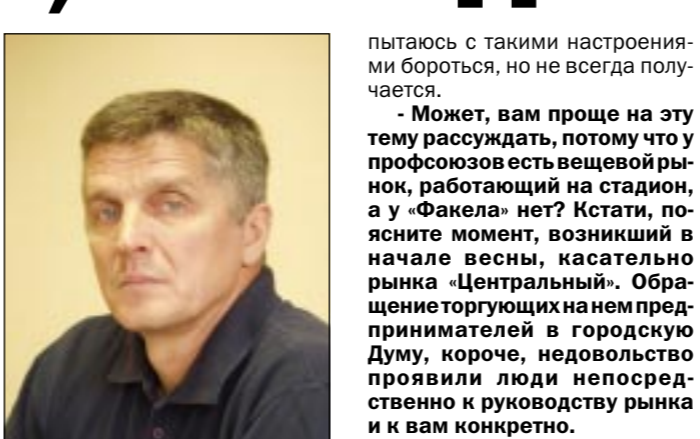 пытаюсь с такими настроения-
ми бороться, но не всегда полу-
чается.
- Может, вам проще на эту
тему рассуждать, потому что у
профсоюзов есть вещевой ры-
нок, работающий на стадион,
а у «Факела» нет? Кстати, по-
ясните момент, возникший в
начале весны, касательно
рынка «Центральный». Обра-
щение торгующих на нем пред-
принимателей в городскую
Думу, короче, недовольство
проявили люди непосред-
ственно к руководству рынка
и к вам конкретно.